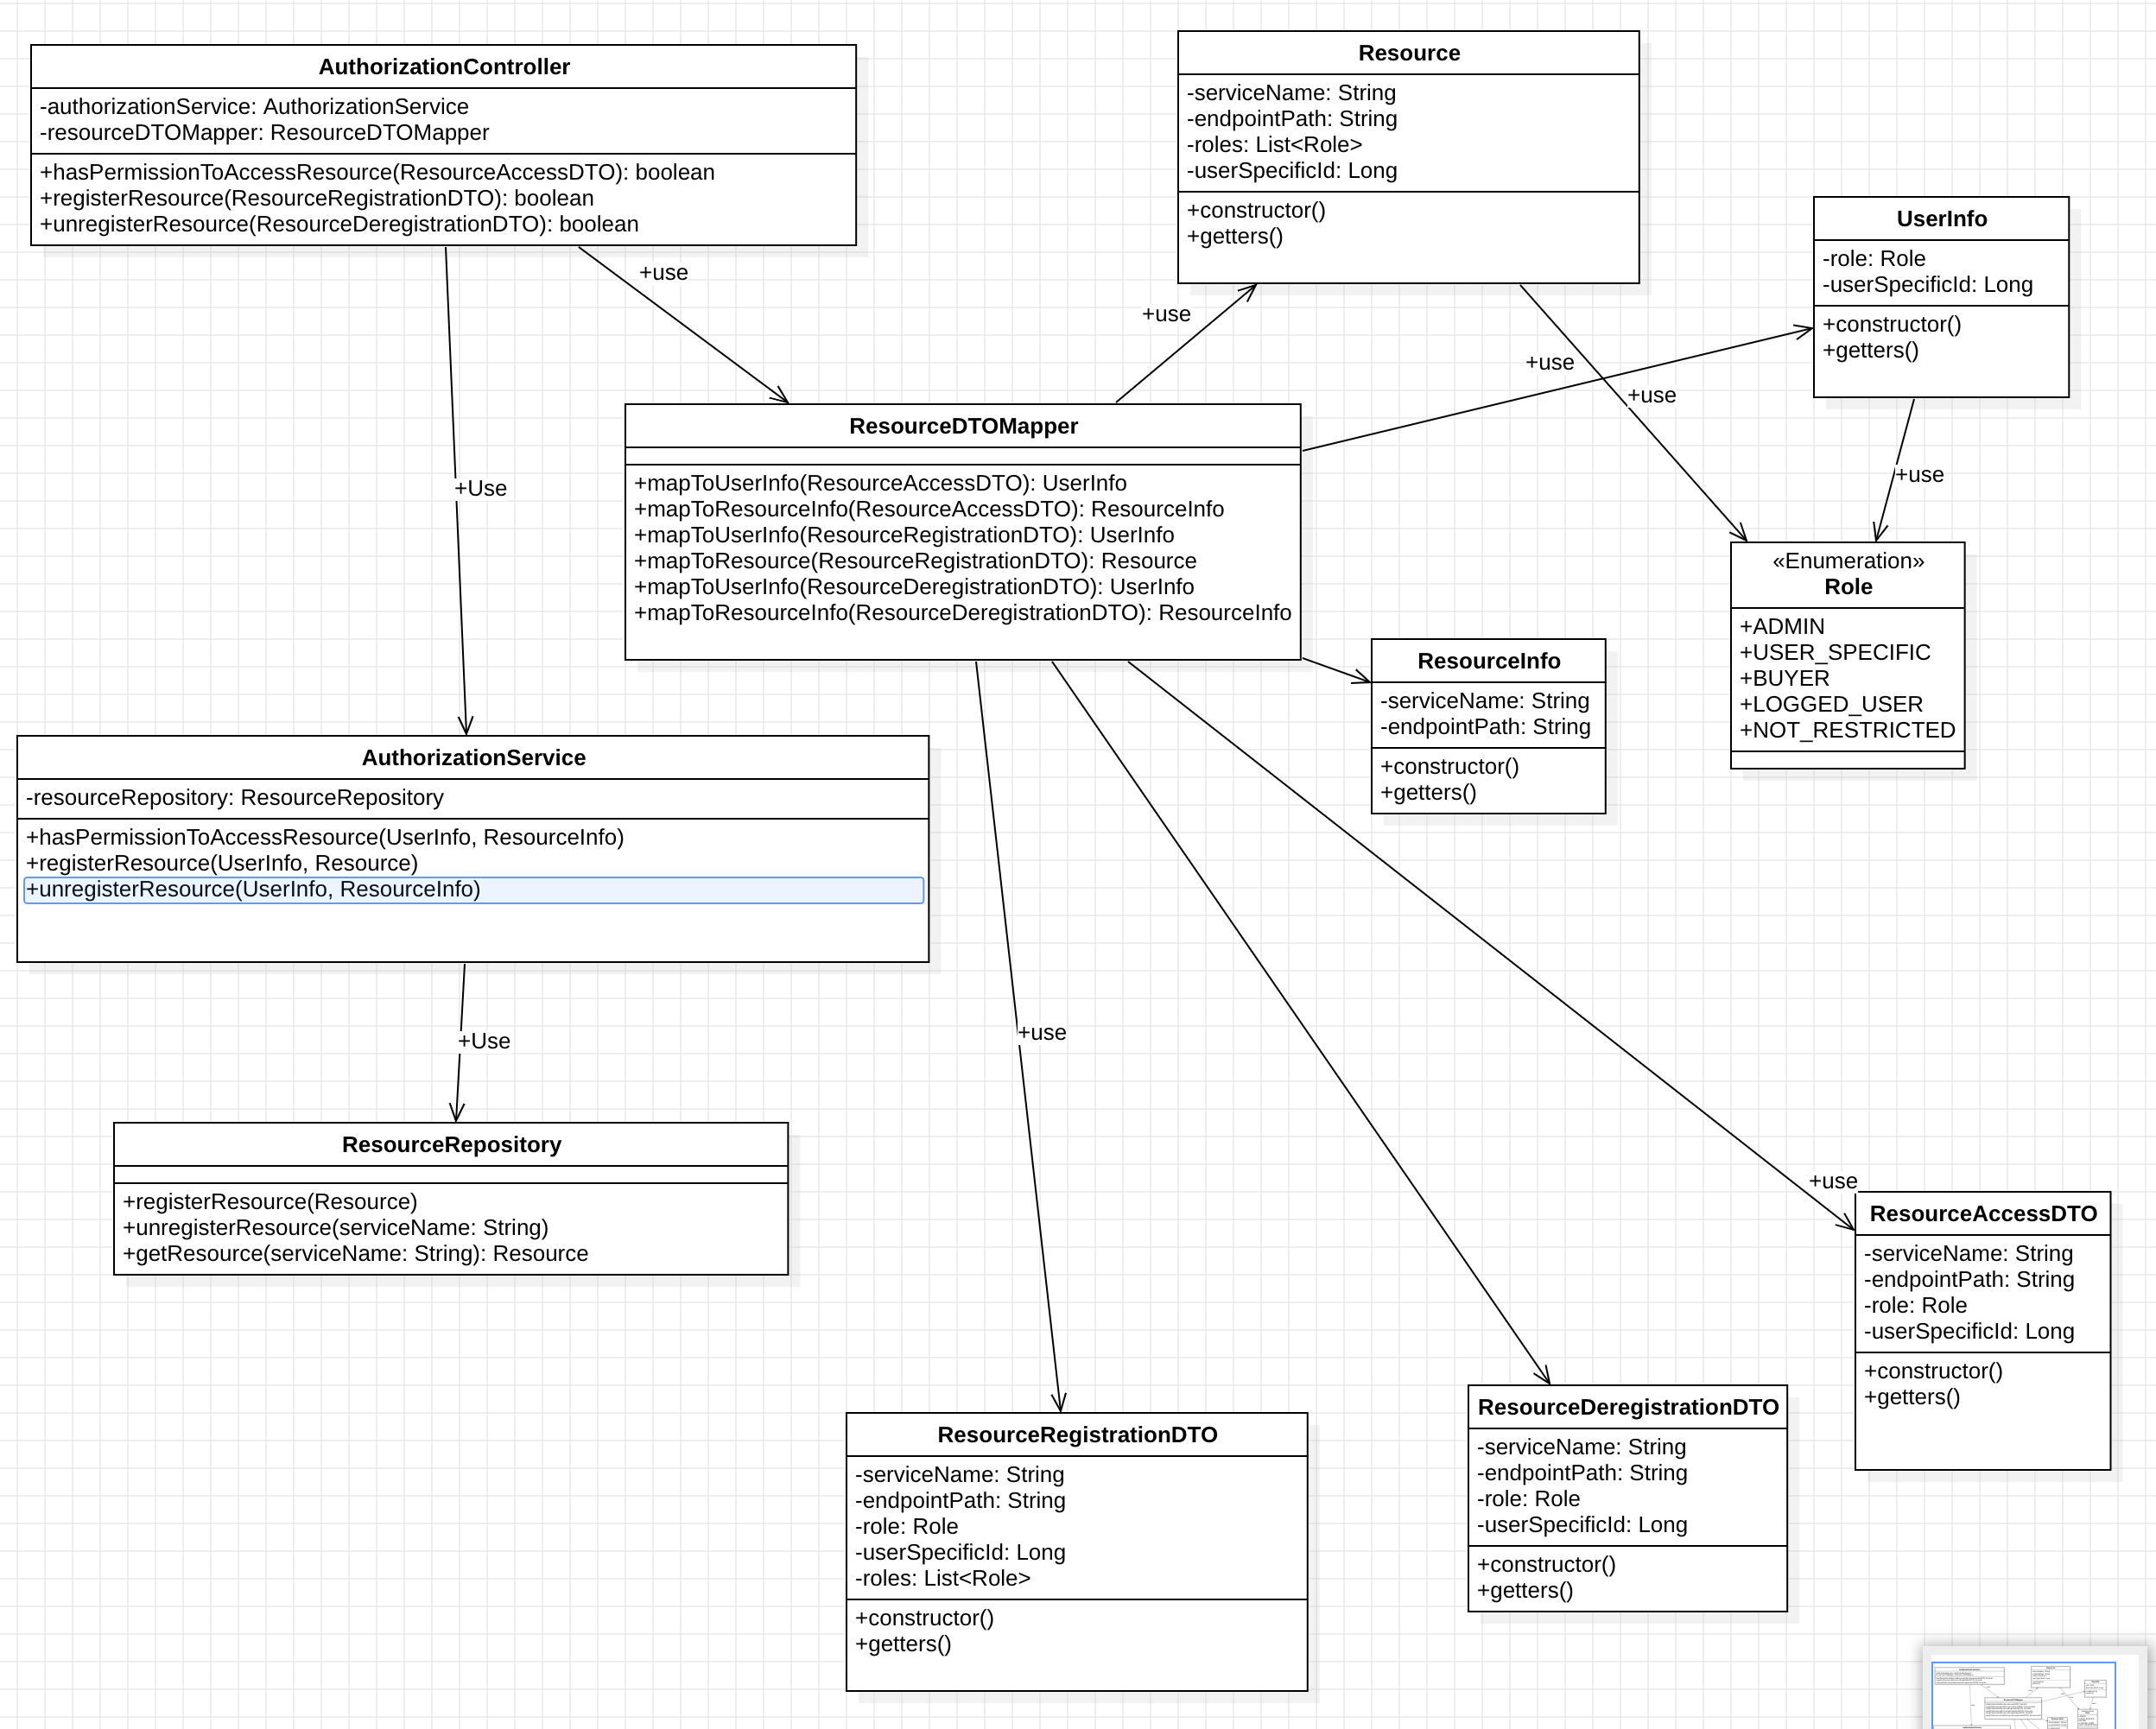 AuthorizationController
-authorizationService: AuthorizationService
-resourceDTOMapper: ResourceDTOMapper
+hasPermissionToAccessResource(ResourceAccessDTO): boolean
+registerResource(ResourceRegistrationDTO): boolean
+unregisterResource(ResourceDeregistrationDTO): boolean
Resource
-serviceName: String
-endpointPath: String
-roles: List<Role>
-userSpecificId: Long
+constructor()
+getters()
UserInfo
-role: Role
-userSpecificId: Long
+constructor()
+getters()
+use
+use
+use
+use
+use
+Use
ResourceDTOMapper
+mapToUserInfo(ResourceAccessDTO): UserInfo
+mapToResourceInfo(ResourceAccessDTO): ResourceInfo
+mapToUserInfo(ResourceRegistrationDTO): UserInfo
+mapToResource(ResourceRegistrationDTO): Resource
+mapToUserInfo(ResourceDeregistrationDTO): UserInfo
+mapToResourceInfo(ResourceDeregistrationDTO): ResourceInfo
«Enumeration»
Role
+ADMIN
+USER_SPECIFIC
+BUYER
+LOGGED_USER
+NOT_RESTRICTED
ResourceInfo
-serviceName: String
-endpointPath: String
+constructor()
+getters()
AuthorizationService
-resourceRepository: ResourceRepository
+hasPermissionToAccessResource(UserInfo, ResourceInfo)
+registerResource(UserInfo, Resource)
+unregisterResource(UserInfo, ResourceInfo)
+Use
+use
+use
ResourceRepository
+registerResource(Resource)
+unregisterResource(serviceName: String)
+getResource(serviceName: String): Resource
ResourceAccessDTO
-serviceName: String
-endpointPath: String
-role: Role
-userSpecificId: Long
+constructor()
+getters()
ResourceDeregistrationDTO
-serviceName: String
-endpointPath: String
-role: Role
-userSpecificId: Long
+constructor()
+getters()
ResourceRegistrationDTO
-serviceName: String
-endpointPath: String
-role: Role
-userSpecificId: Long
-roles: List<Role>
+constructor()
+getters()